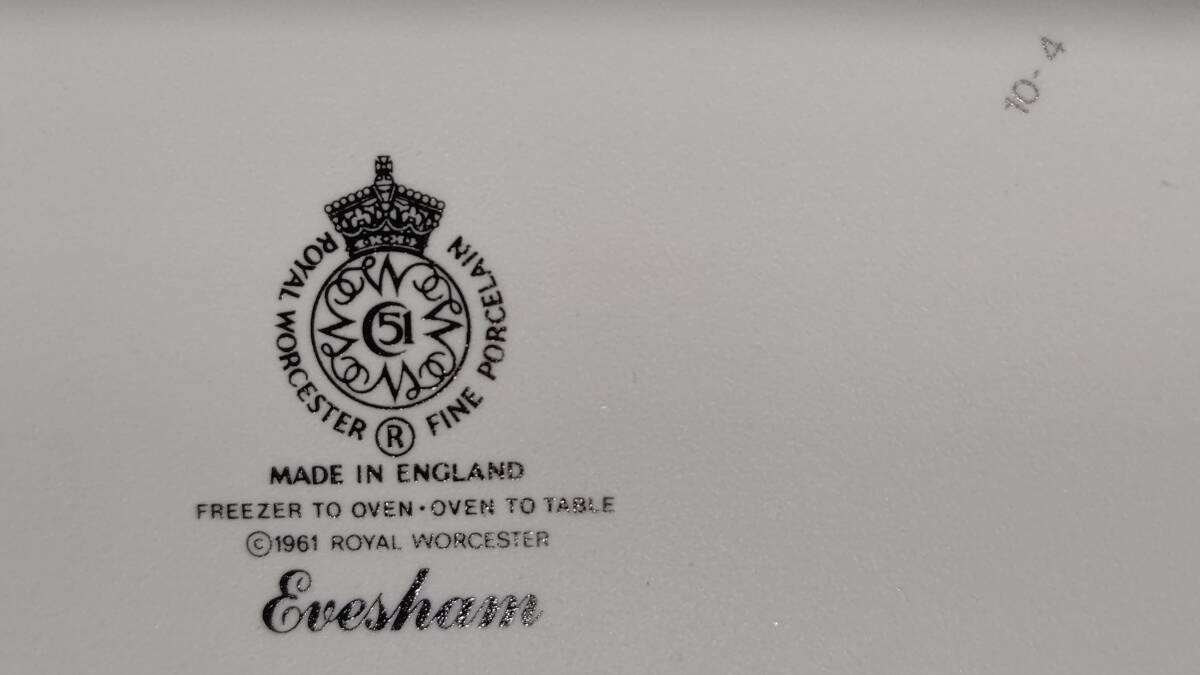 10-4
ROYAL WORCESTER ® FINE PORCELAIN
C51
MADE IN ENGLAND
FREEZER TO OVEN • OVEN TO TABLE
©1961 ROYAL WORCESTER
Evesham